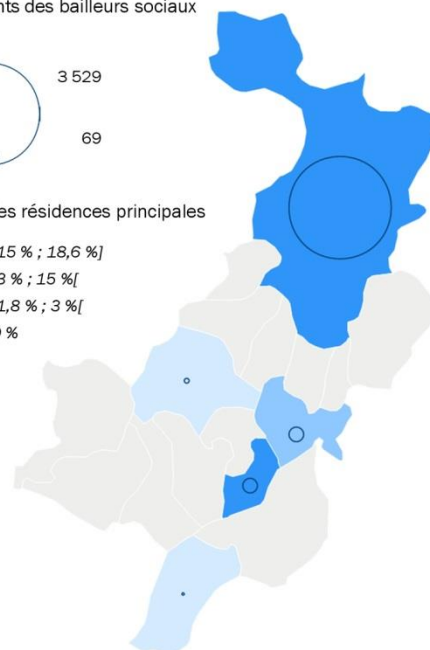 nts des bailleurs sociaux
3 529
69
es résidences principales
15 % ; 18,6 %]
3 % ; 15 %[
1,8 % ; 3 %[
%